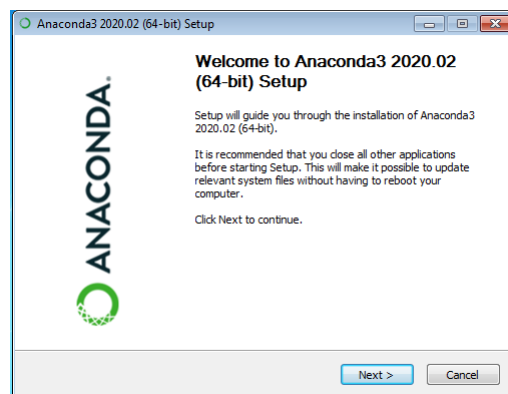 Anaconda3 2020.02 (64-bit) Setup
Welcome to Anaconda3 2020.02
(64-bit) Setup
Setup will guide you through the installation of Anaconda3
2020.02 (64-bit).
It is recommended that you close all other applications
before starting Setup. This will make it possible to update
relevant system files without having to reboot your
computer.
Click Next to continue.
ANACONDA.
Next >
Cancel